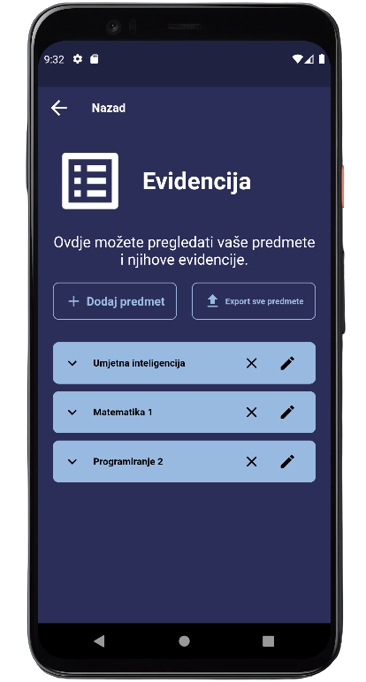 9:32
Nazad
Evidencija
Ovdje možete pregledati vaše predmete
i njihove evidencije.
Dodaj predmet
Export sve predmete
Umjetna inteligencija
Matematika 1
Programiranje 2